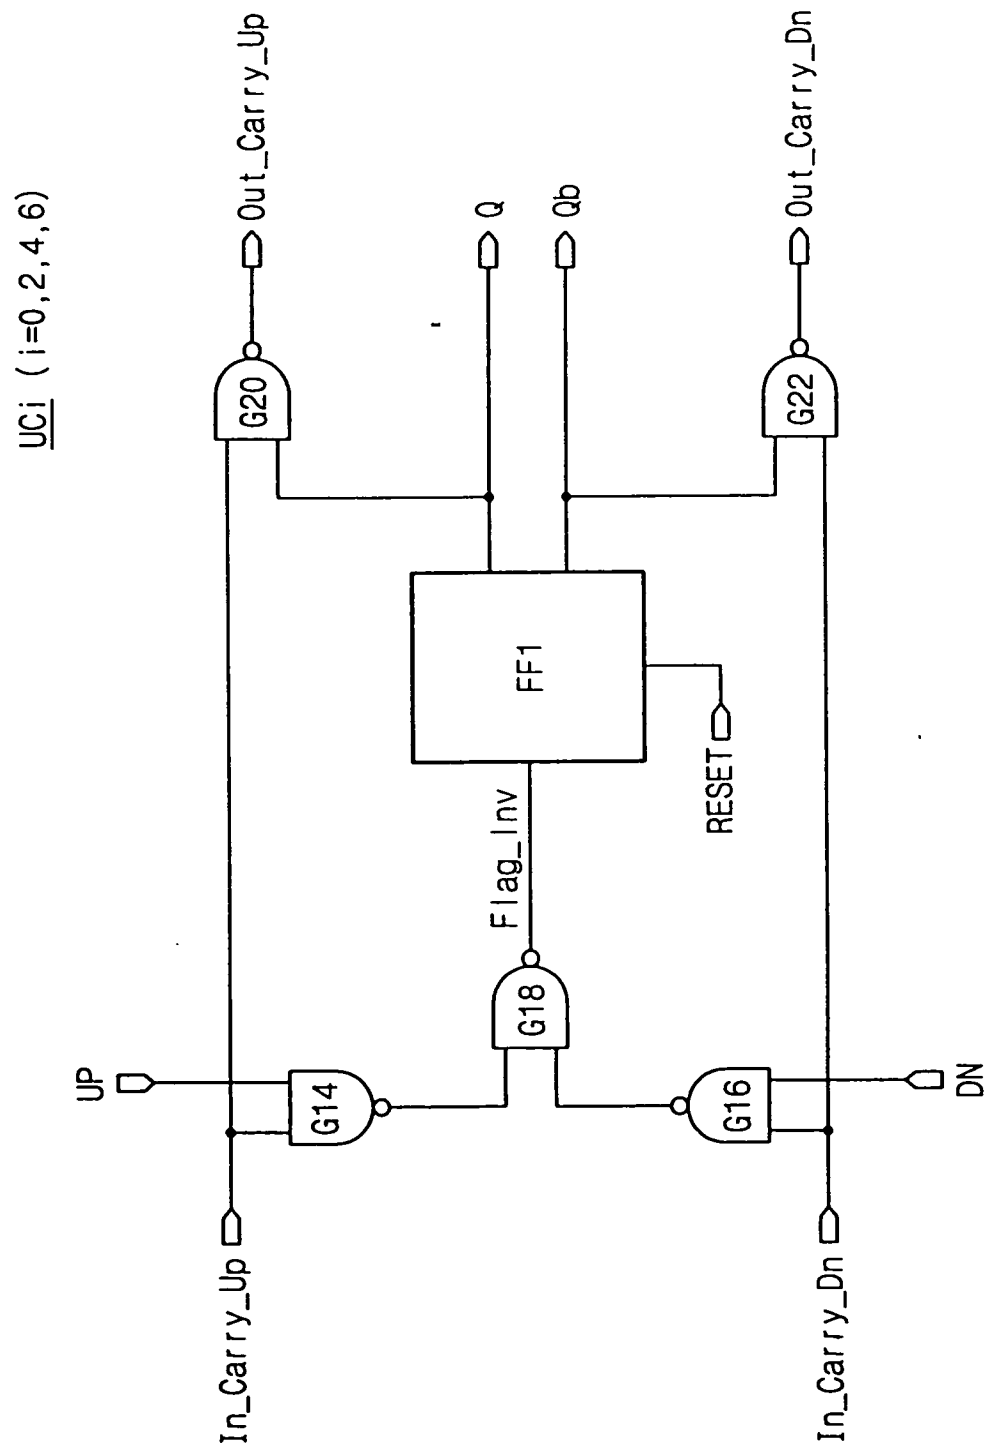 UCi (i=0,2,4,6)
In_Carry_Up
Out_Carry_Up
UP
G14
G20
Q
Flag_Inv
G18
FF1
Qb
RESET
G16
G22
DN
In_Carry_Dn
Out_Carry_Dn